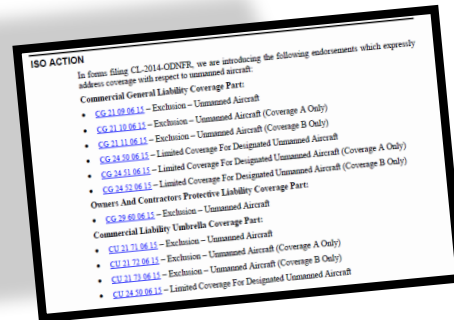 ISO ACTION
In forms filing CL-2014-ODNFR, we are introducing the following endorsements which expressly
address coverage with respect to unmanned aircraft:
Commercial General Liability Coverage Part:
• CG 21 09 06 15 – Exclusion – Unmanned Aircraft
• CG 21 10 06 15 – Exclusion – Unmanned Aircraft (Coverage A Only)
• CG 21 11 06 15 – Exclusion – Unmanned Aircraft (Coverage B Only)
• CG 24 50 06 15 – Limited Coverage For Designated Unmanned Aircraft
• CG 24 51 06 15 – Limited Coverage For Designated Unmanned Aircraft (Coverage A Only)
• CG 24 52 06 15 – Limited Coverage For Designated Unmanned Aircraft (Coverage B Only)
Owners And Contractors Protective Liability Coverage Part:
• CG 29 60 06 15 – Exclusion – Unmanned Aircraft
Commercial Liability Umbrella Coverage Part:
• CU 21 71 06 15 – Exclusion – Unmanned Aircraft
• CU 21 72 06 15 – Exclusion – Unmanned Aircraft (Coverage A Only)
• CU 21 73 06 15 – Exclusion – Unmanned Aircraft (Coverage B Only)
• CU 24 50 06 15 – Limited Coverage For Designated Unmanned Aircraft